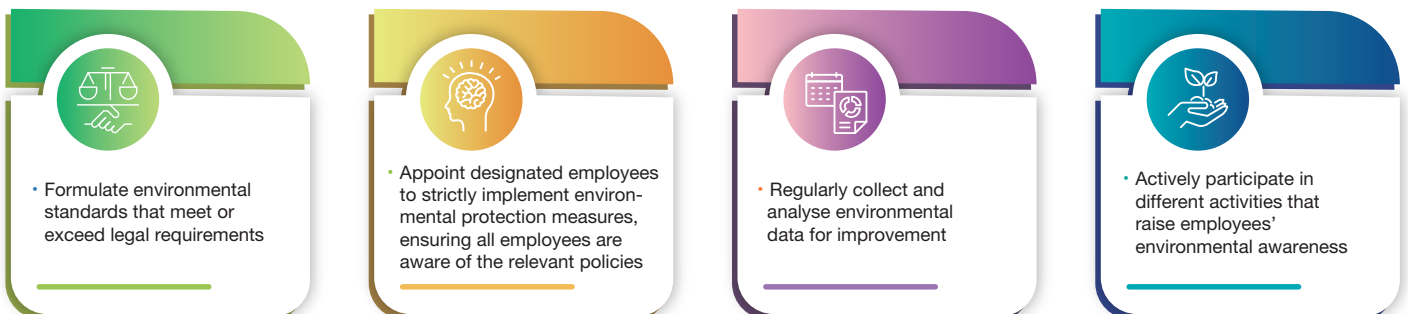 • Formulate environmental
standards that meet or
exceed legal requirements
• Appoint designated employees
to strictly implement environ-
mental protection measures,
ensuring all employees are
aware of the relevant policies
• Regularly collect and
analyse environmental
data for improvement
• Actively participate in
different activities that
raise employees’
environmental awareness